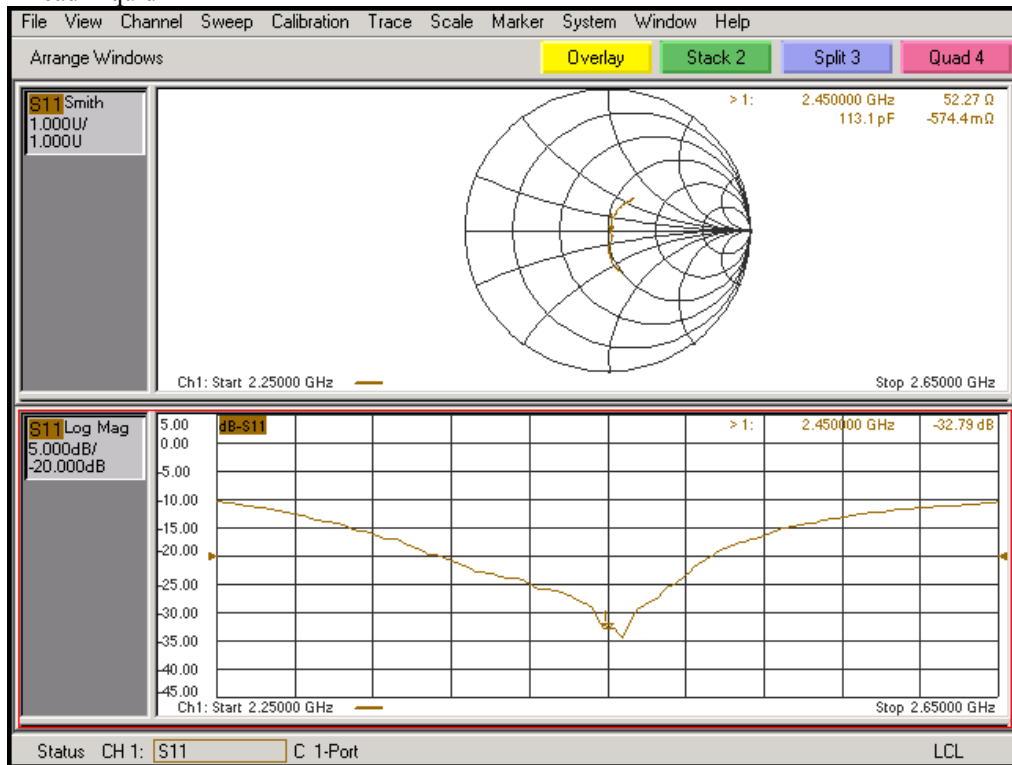 File View Channel Sweep Calibration Trace Scale Marker System Window Help
Arrange Windows Overlay Stack 2 Split 3 Quad 4
S11 Smith
1.000U/
1.000U
> 1: 2.450000 GHz 52.27 Ω
113.1 pF -574.4 mΩ
Ch1: Start 2.25000 GHz Stop 2.65000 GHz
S11 Log Mag
5.000dB/
-20.000dB
dB-S11
> 1: 2.450000 GHz -32.79 dB
5.00
0.00
-5.00
-10.00
-15.00
-20.00
-25.00
-30.00
-35.00
-40.00
-45.00
Ch1: Start 2.25000 GHz Stop 2.65000 GHz
Status CH 1: S11 C 1-Port LCL